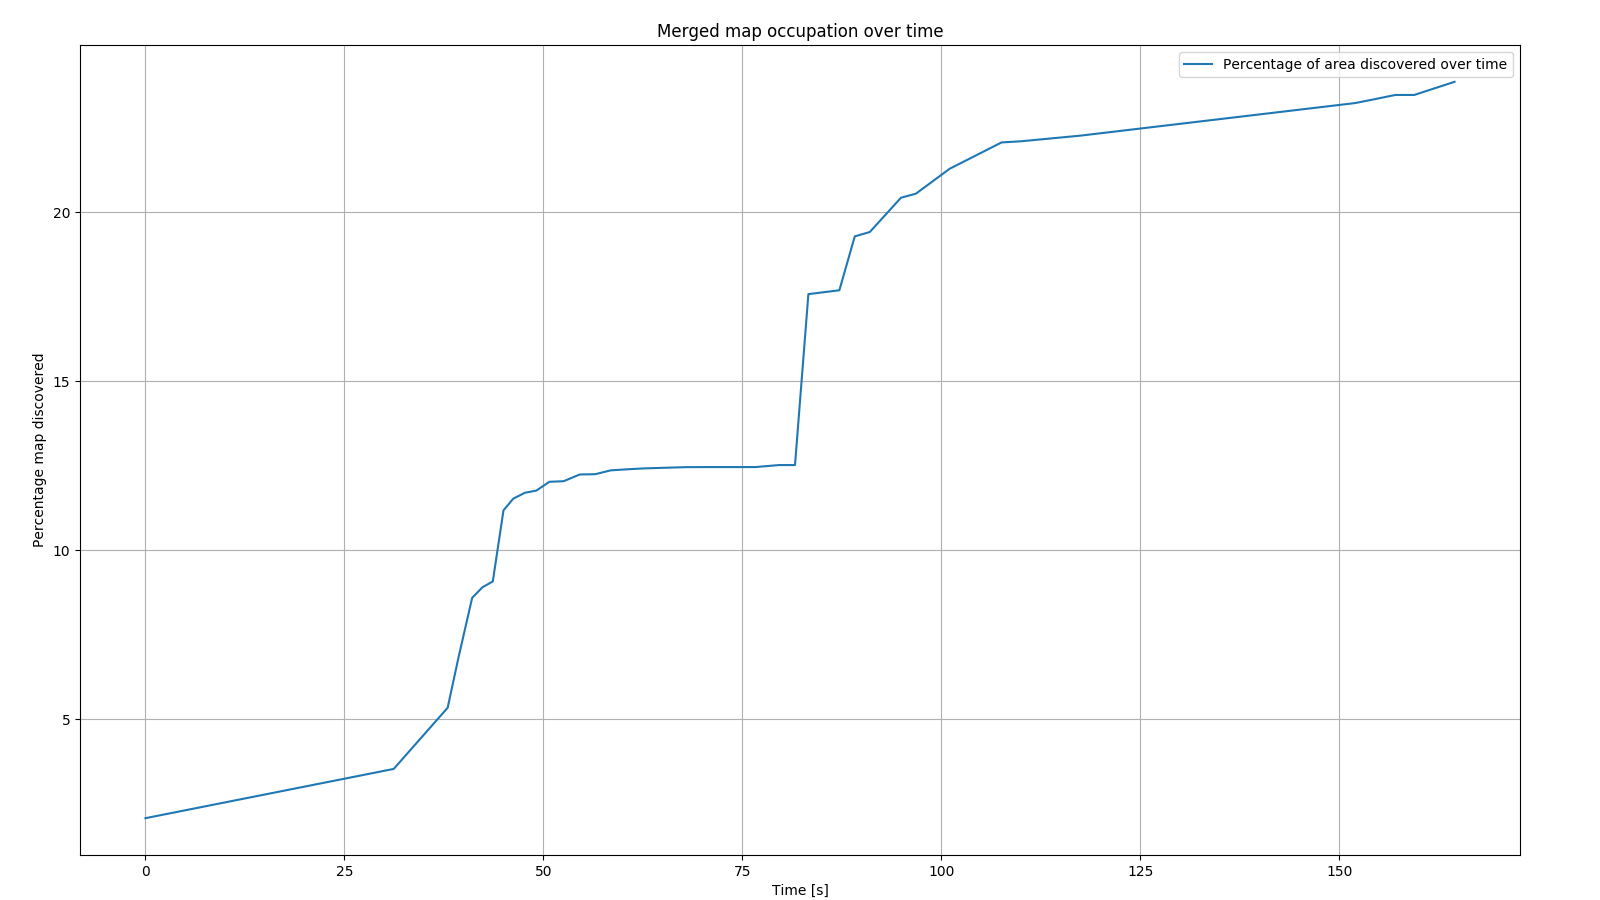 Merged map occupation over time
Percentage of area discovered over time
Percentage map discovered
20
15
10
5
0 25 50 75 100 125 150
Time [s]